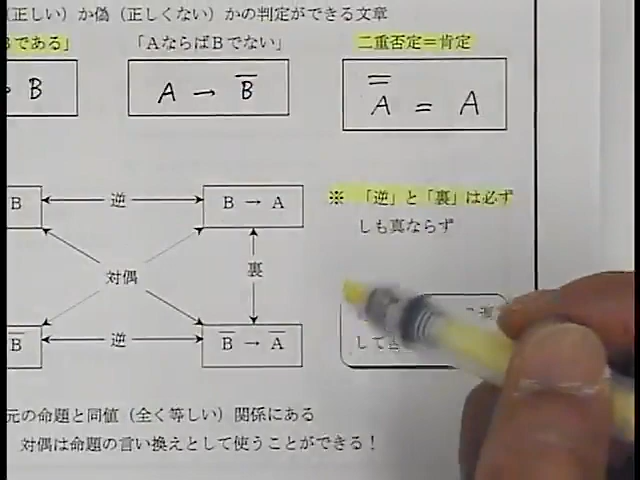 （正しい）か偽（正しくない）かの判定ができる文章
Bである」 「AならばBでない」 二重否定＝肯定
B A → B̅ A̿ = A
B 逆 B → A ※ 「逆」と「裏」は必ず
しも真ならず
対偶 裏
B̅ 逆 B̅ → A̅
して
元の命題と同値（全く等しい）関係にある
対偶は命題の言い換えとして使うことができる！